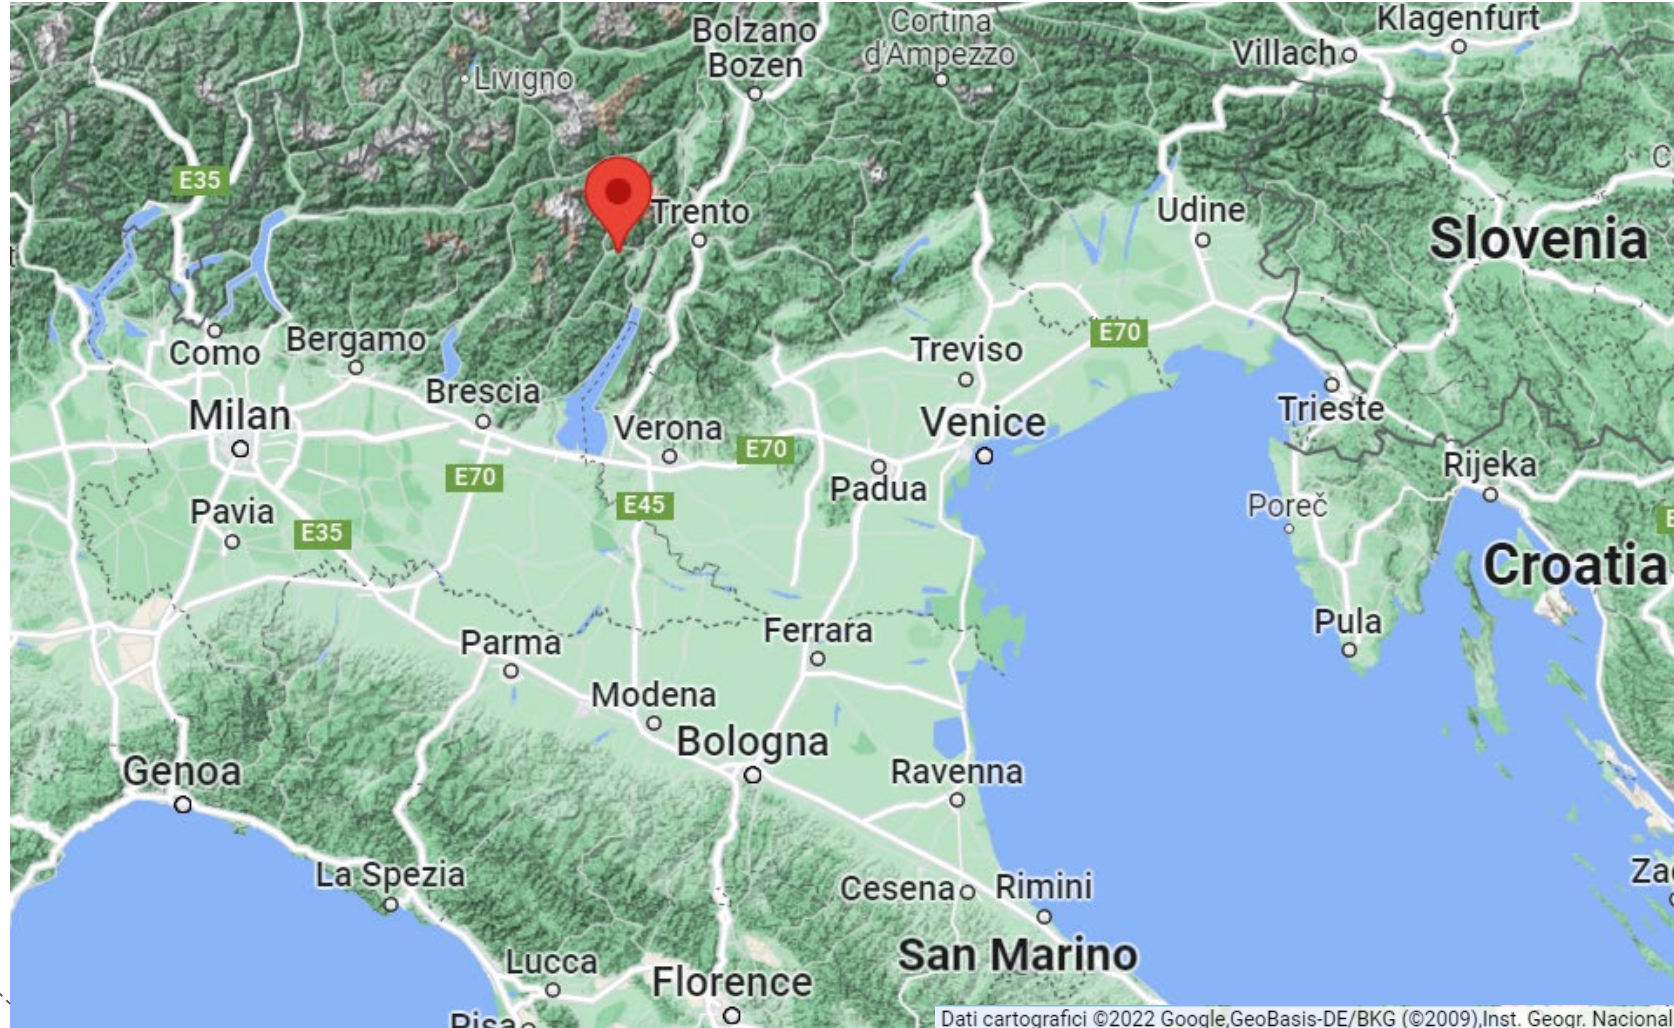 Bolzano
Bozen
Cortina
d'Ampezzo
Klagenfurt
Villach
Livigno
E35
Trento
Udine
Slovenia
Como
Bergamo
Treviso
E70
Brescia
Milan
Verona
Venice
Trieste
E70
E70
Padua
Rijeka
E45
Pavia
E35
Poreč
Croatia
Parma
Ferrara
Pula
Modena
Bologna
Genoa
Ravenna
La Spezia
Cesena
Rimini
San Marino
Lucca
Florence
Pisa
Dati cartografici ©2022 Google,GeoBasis-DE/BKG (©2009),Inst. Geogr. Nacional